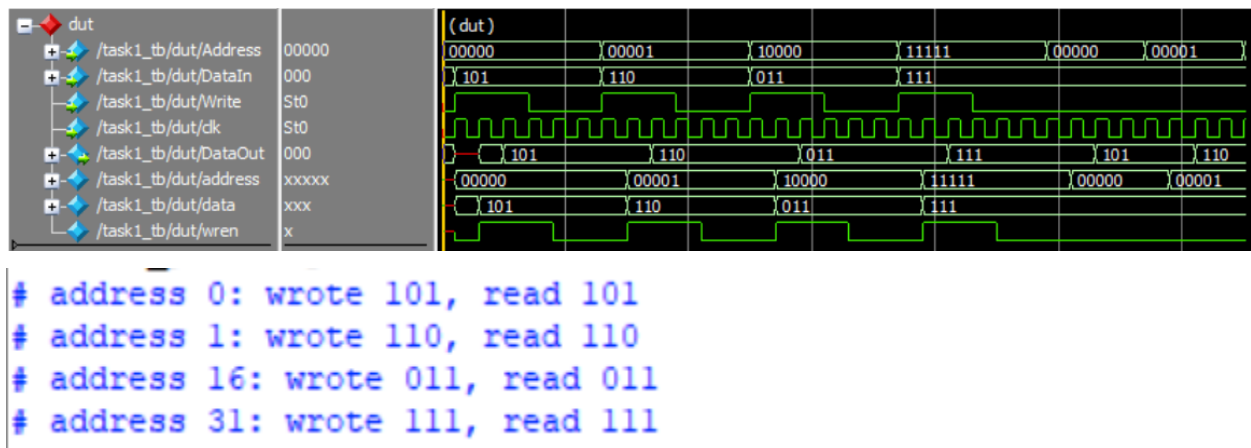 dut (dut)
/task1_tb/dut/Address 00000 00000 00001 10000 11111 00000 00001
/task1_tb/dut/DataIn 000 101 110 011 111
/task1_tb/dut/Write St0
/task1_tb/dut/clk St0
/task1_tb/dut/DataOut 000 101 110 011 111 101 110
/task1_tb/dut/address xxxxx 00000 00001 10000 11111 00000 00001
/task1_tb/dut/data xxx 101 110 011 111
/task1_tb/dut/wren x
# address 0: wrote 101, read 101
# address 1: wrote 110, read 110
# address 16: wrote 011, read 011
# address 31: wrote 111, read 111